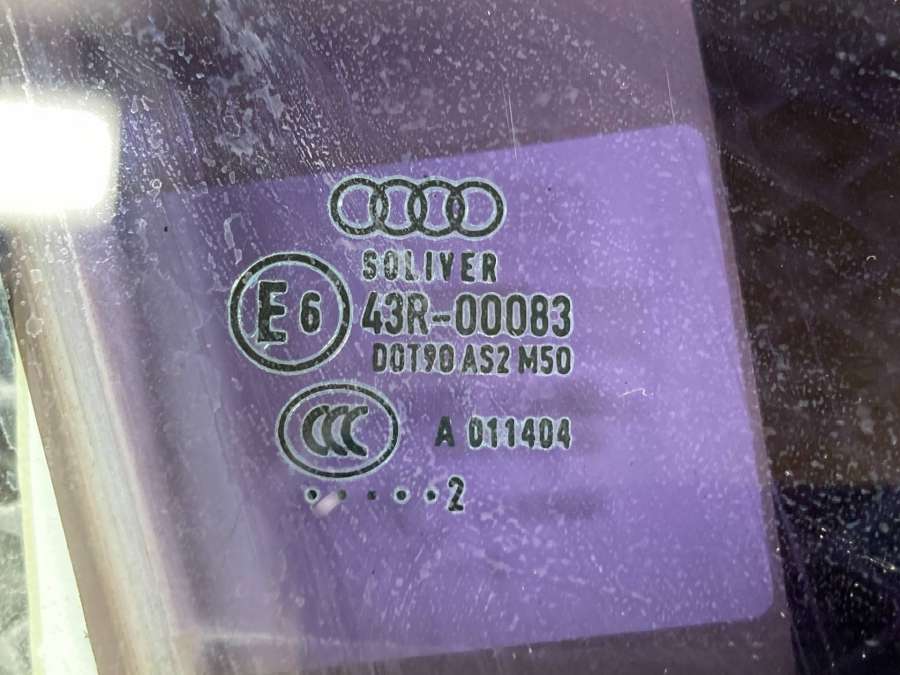 SOLIVER
E6 43R-00083
DOT90 AS2 M50
CCC A 011404
.....2